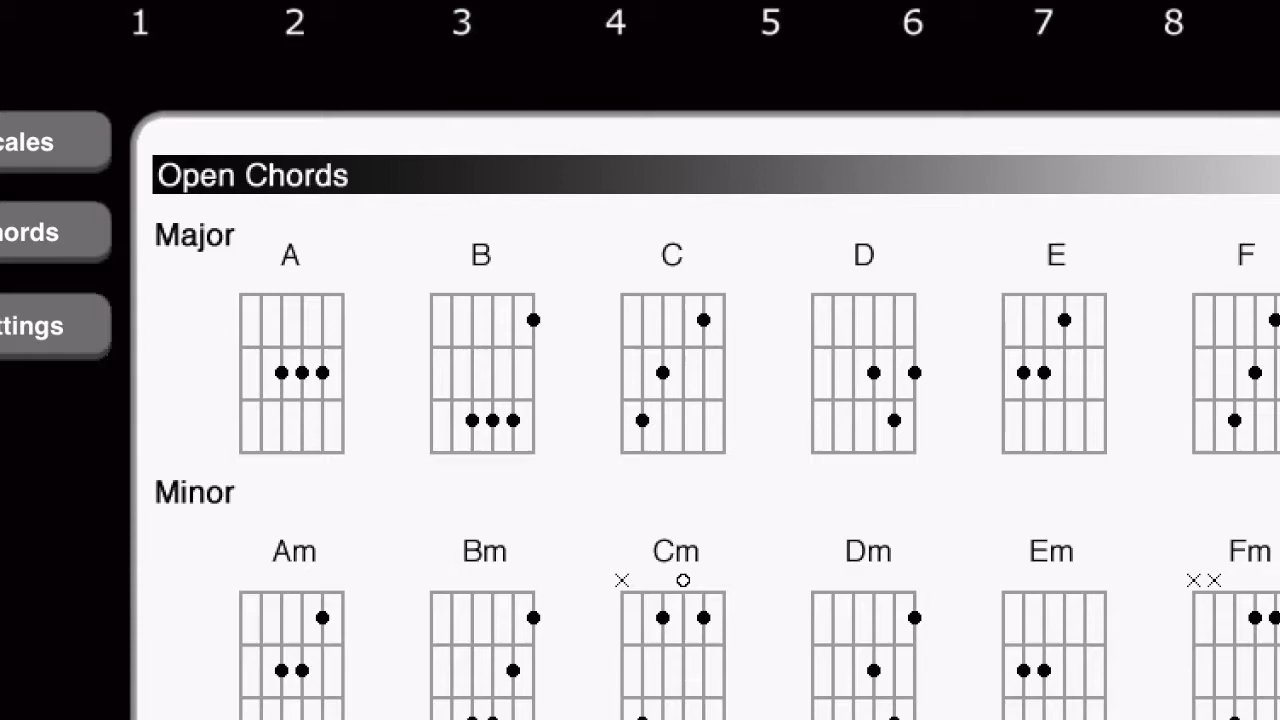 1 2 3 4 5 6 7 8
cales
Open Chords
hords
Major
A B C D E F
ttings
Minor
Am Bm Cm Dm Em Fm